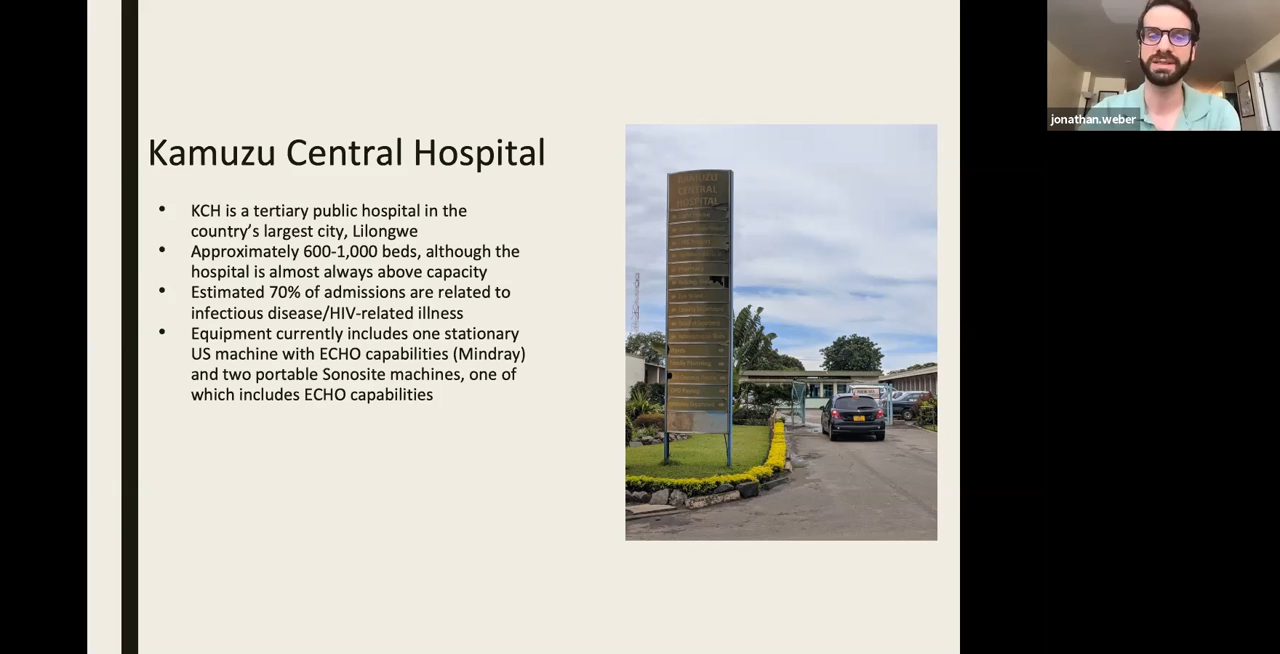 Kamuzu Central Hospital
• KCH is a tertiary public hospital in the
country’s largest city, Lilongwe
• Approximately 600-1,000 beds, although the
hospital is almost always above capacity
• Estimated 70% of admissions are related to
infectious disease/HIV-related illness
• Equipment currently includes one stationary
US machine with ECHO capabilities (Mindray)
and two portable Sonosite machines, one of
which includes ECHO capabilities
KAMUZU
CENTRAL
HOSPITAL
jonathan.weber